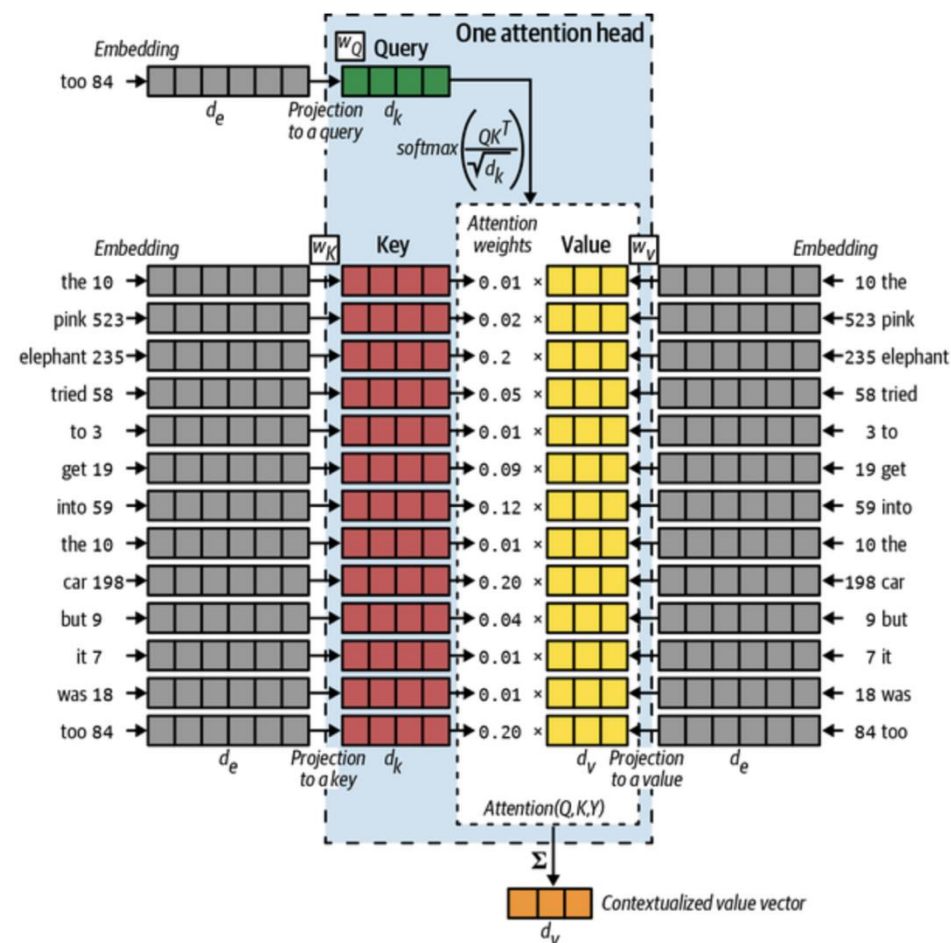 One attention head
Embedding
W_Q Query
too 84
d_e
Projection
to a query
d_k
softmax(QK^T/√d_k)
Embedding
W_K
Key
Attention
weights
Value
W_V
Embedding
the 10 0.01 × 10 the
pink 523 0.02 × 523 pink
elephant 235 0.2 × 235 elephant
tried 58 0.05 × 58 tried
to 3 0.01 × 3 to
get 19 0.09 × 19 get
into 59 0.12 × 59 into
the 10 0.01 × 10 the
car 198 0.20 × 198 car
but 9 0.04 × 9 but
it 7 0.01 × 7 it
was 18 0.01 × 18 was
too 84 0.20 × 84 too
d_e
Projection
to a key
d_k
d_v
Projection
to a value
d_e
Attention(Q,K,Y)
Σ
Contextualized value vector
d_v